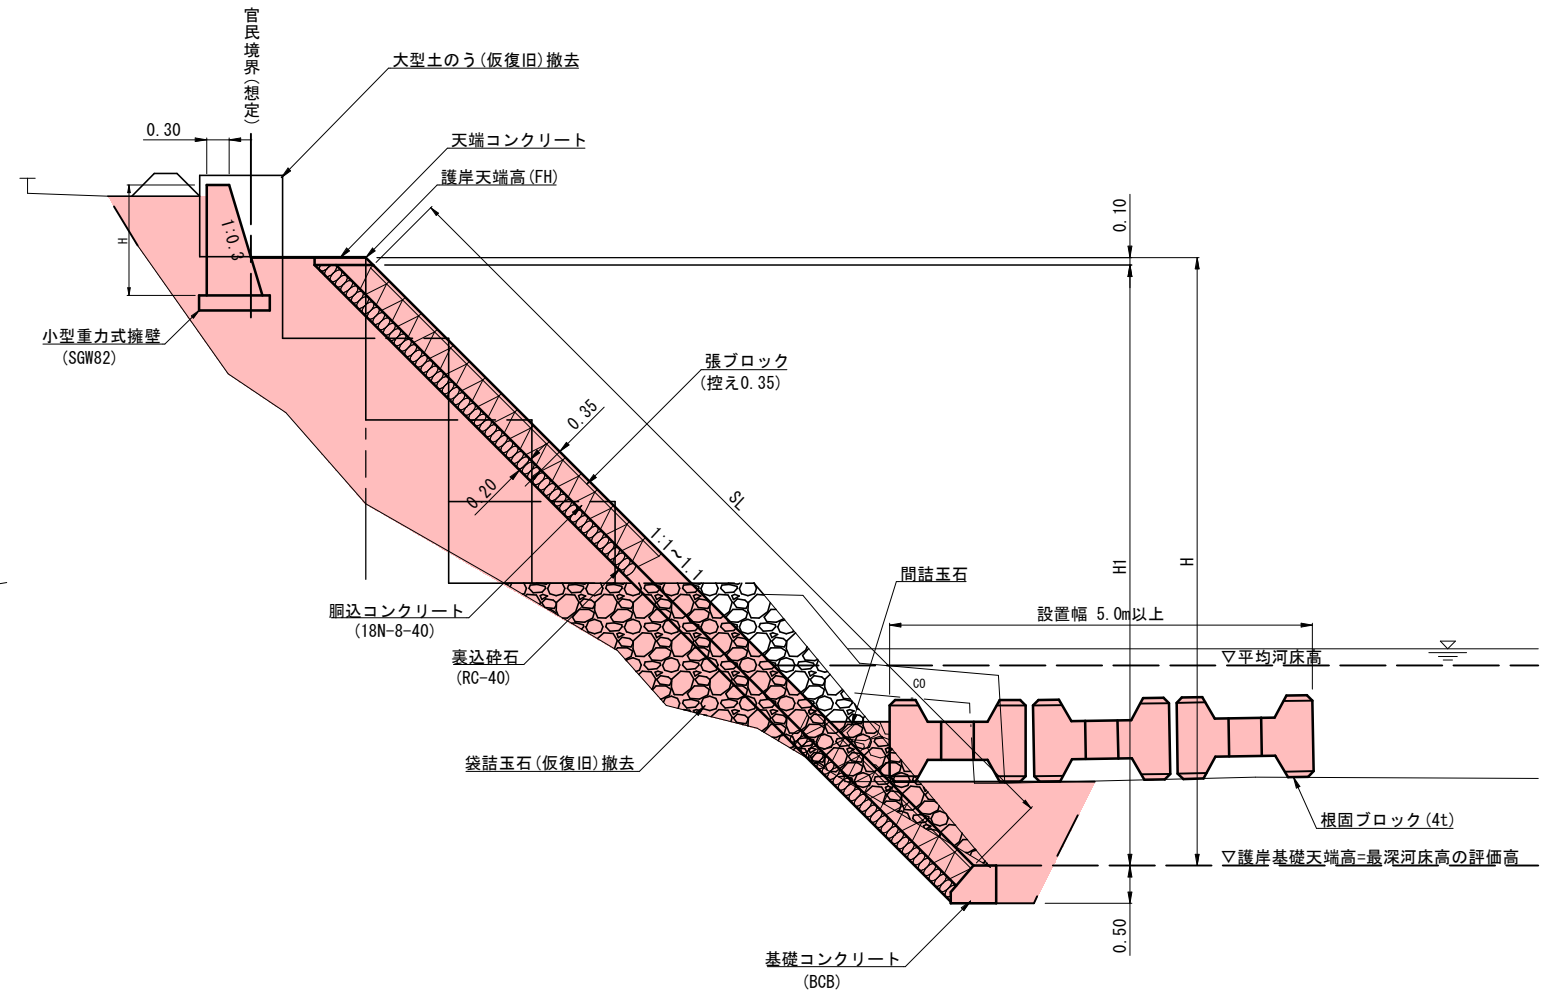 官民境界(想定)
大型土のう(仮復旧)撤去
0.30
天端コンクリート
護岸天端高(FH)
0.10
H
1:0.3
小型重力式擁壁
(SGW82)
張ブロック
(控え0.35)
0.35
0.20
SL
1:1~1.1
H1
H
間詰玉石
設置幅 5.0m以上
胴込コンクリート
(18N-8-40)
裏込砕石
(RC-40)
▽平均河床高
CO
袋詰玉石(仮復旧)撤去
根固ブロック(4t)
▽護岸基礎天端高=最深河床高の評価高
0.50
基礎コンクリート
(BCB)